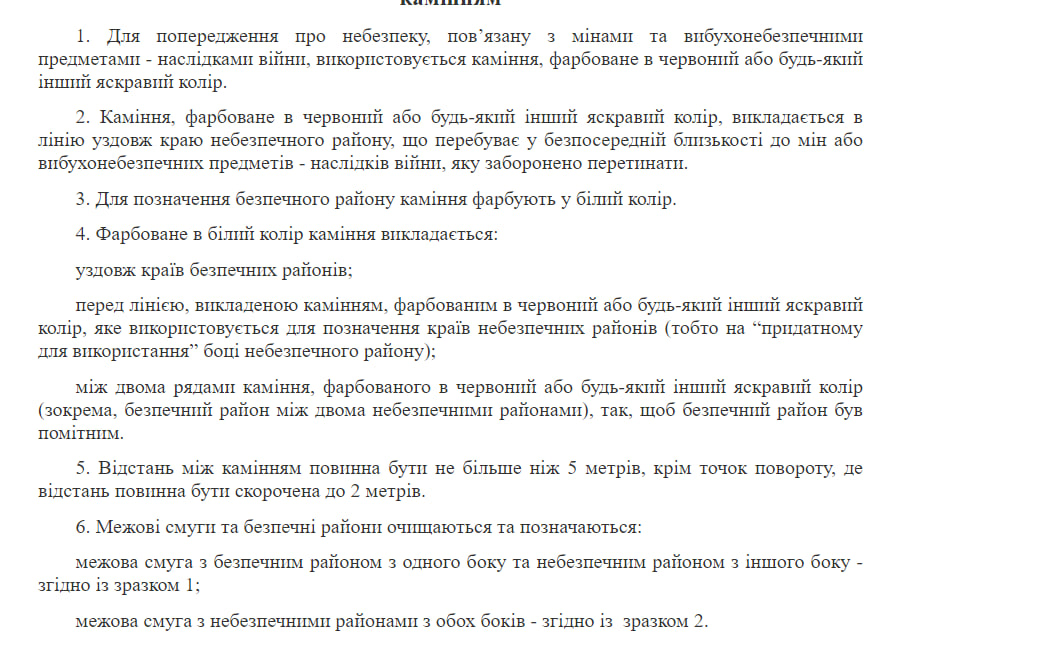 камінням
1. Для попередження про небезпеку, пов’язану з мінами та вибухонебезпечними
предметами - наслідками війни, використовується каміння, фарбоване в червоний або будь-який
інший яскравий колір.
2. Каміння, фарбоване в червоний або будь-який інший яскравий колір, викладається в
лінію уздовж краю небезпечного району, що перебуває у безпосередній близькості до мін або
вибухонебезпечних предметів - наслідків війни, яку заборонено перетинати.
3. Для позначення безпечного району каміння фарбують у білий колір.
4. Фарбоване в білий колір каміння викладається:
уздовж країв безпечних районів;
перед лінією, викладеною камінням, фарбованим в червоний або будь-який інший яскравий
колір, яке використовується для позначення країв небезпечних районів (тобто на “придатному
для використання” боці небезпечного району);
між двома рядами каміння, фарбованого в червоний або будь-який інший яскравий колір
(зокрема, безпечний район між двома небезпечними районами), так, щоб безпечний район був
помітним.
5. Відстань між камінням повинна бути не більше ніж 5 метрів, крім точок повороту, де
відстань повинна бути скорочена до 2 метрів.
6. Межові смуги та безпечні райони очищаються та позначаються:
межова смуга з безпечним районом з одного боку та небезпечним районом з іншого боку -
згідно із зразком 1;
межова смуга з небезпечними районами з обох боків - згідно із зразком 2.